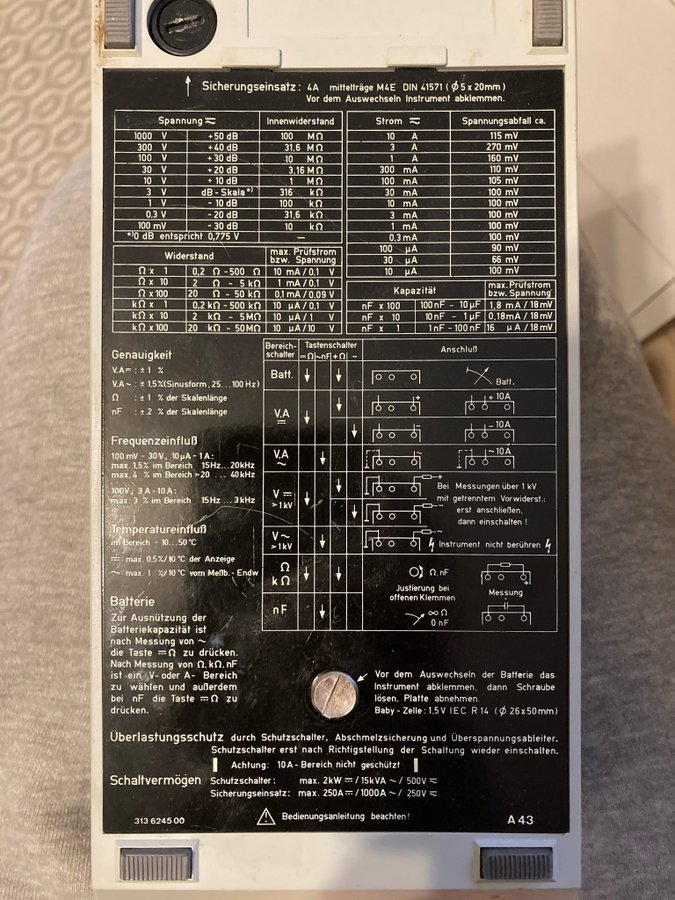 ↑ Sicherungseinsatz: 4A mittelträge M4E DIN 41571 (ϕ5 x 20mm)
Vor dem Auswechseln Instrument abklemmen.
Spannung ⎓ Innenwiderstand
1000 V +50 dB 100 MΩ
300 V +40 dB 31,6 MΩ
100 V +30 dB 10 MΩ
30 V +20 dB 3,16 MΩ
10 V +10 dB 1 MΩ
3 V dB-Skala*) 316 kΩ
1 V -10 dB 100 kΩ
0,3 V -20 dB 31,6 kΩ
100 mV -30 dB 10 kΩ
*)0 dB entspricht 0,775 V —
Strom ⎓ Spannungsabfall ca.
10 A 115 mV
3 A 270 mV
1 A 160 mV
300 mA 110 mV
100 mA 105 mV
30 mA 100 mV
10 mA 100 mV
3 mA 100 mV
1 mA 100 mV
0,3 mA 100 mV
100 µA 90 mV
30 µA 66 mV
10 µA 100 mV
Widerstand max. Prüfstrom bzw. Spannung
Ω x 1 0,2 Ω - 500 Ω 10 mA / 0,1 V
Ω x 10 2 Ω - 5 kΩ 1 mA / 0,1 V
Ω x 100 20 Ω - 50 kΩ 0,1 mA / 0,09 V
kΩ x 1 0,2 kΩ - 500 kΩ 10 µA / 0,1 V
kΩ x 10 2 kΩ - 5 MΩ 10 µA / 1 V
kΩ x 100 20 kΩ - 50 MΩ 10 µA / 10 V
Kapazität max. Prüfstrom bzw. Spannung
nF x 100 100 nF - 10 µF 1,8 mA / 18 mV
nF x 10 10 nF - 1 µF 0,18 mA / 18 mV
nF x 1 1 nF - 100 nF 16 µA / 18 mV
Genauigkeit
V.A⎓ : ±1 %
V.A~ : ±1,5% (Sinusform, 25...100 Hz)
Ω : ±1 % der Skalenlänge
nF : ±2 % der Skalenlänge
Frequenzeinfluß
100 mV - 30V, 10µA - 1A:
max. 1,5% im Bereich 15Hz...20kHz
max. 4 % im Bereich >20 ... 40kHz
100V, 3A - 10A:
max. 3 % im Bereich 15Hz...3kHz
Temperatureinfluß
im Bereich - 10...50°C
⎓ max. 0,5%/10°C der Anzeige
~ max. 1 %/10°C vom Meßb.- Endw
Batterie
Zur Ausnützung der
Batteriekapazität ist
nach Messung von ~
die Taste ⎓Ω zu drücken.
Nach Messung von Ω, kΩ, nF
ist ein V- oder A- Bereich
zu wählen und außerdem
bei nF die Taste ⎓Ω zu
drücken.
Bereich-schalter Tastenschalter Anschluß
⎓Ω ~nF +Ω −
Batt. ↓ ↓ Batt.
V.A ⎓ ↓ ↓ + +10A
↓ − −10A
V.A ~ ↓ ~ ~10A
V ⎓ >1kV ↓ ↓ + Bei Messungen über 1 kV
mit getrenntem Vorwiderst.:
↓ − erst anschließen,
dann einschalten !
V~ >1kV ↓ ~ Instrument nicht berühren
Ω kΩ ↓ ↓ Ω, nF
Justierung bei
offenen Klemmen
Messung
nF ↓ ∞Ω
0 nF
Vor dem Auswechseln der Batterie das
Instrument abklemmen, dann Schraube
lösen, Platte abnehmen.
Baby - Zelle: 1,5V IEC R 14 (ϕ 26x50mm)
Überlastungsschutz durch Schutzschalter, Abschmelzsicherung und Überspannungsableiter.
Schutzschalter erst nach Richtigstellung der Schaltung wieder einschalten.
Achtung: 10A - Bereich nicht geschützt
Schaltvermögen Schutzschalter: max. 2kW ⎓ / 15kVA ~ / 500V ⎓
Sicherungseinsatz: max. 250A⎓ / 1000A ~ / 250V ⎓
313 6245 00 Bedienungsanleitung beachten! A 43